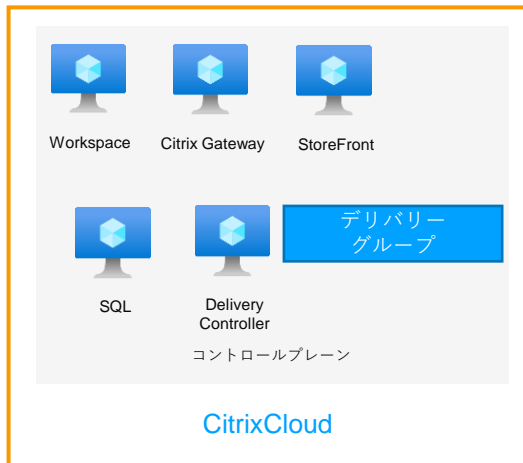 Workspace
Citrix Gateway
StoreFront
デリバリー
グループ
SQL
Delivery
Controller
コントロールプレーン
CitrixCloud